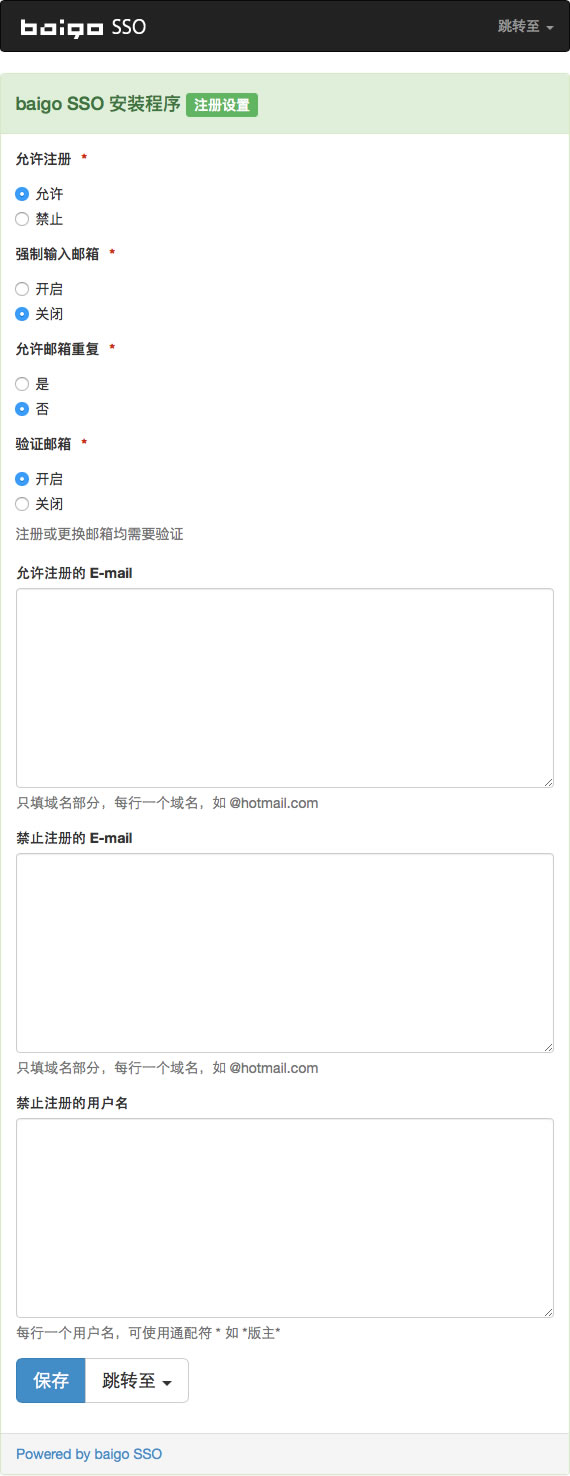 baigo SSO
跳转至
baigo SSO 安装程序 注册设置
允许注册 *
允许
禁止
强制输入邮箱 *
开启
关闭
允许邮箱重复 *
是
否
验证邮箱 *
开启
关闭
注册或更换邮箱均需要验证
允许注册的 E-mail
只填域名部分，每行一个域名，如 @hotmail.com
禁止注册的 E-mail
只填域名部分，每行一个域名，如 @hotmail.com
禁止注册的用户名
每行一个用户名，可使用通配符 * 如 *版主*
保存 跳转至
Powered by baigo SSO